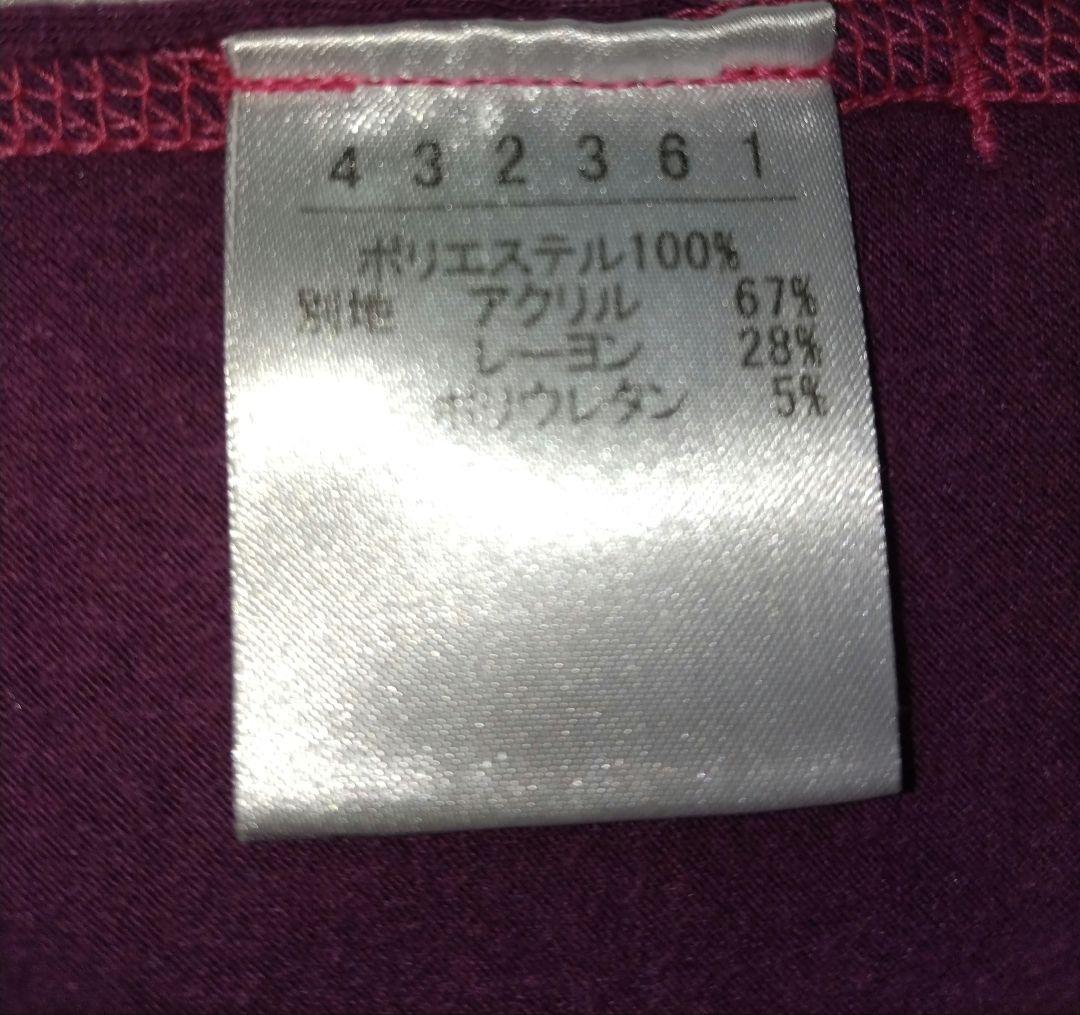 4 3 2 3 6 1
ポリエステル100%
別地 アクリル 67%
レーヨン 28%
ポリウレタン 5%